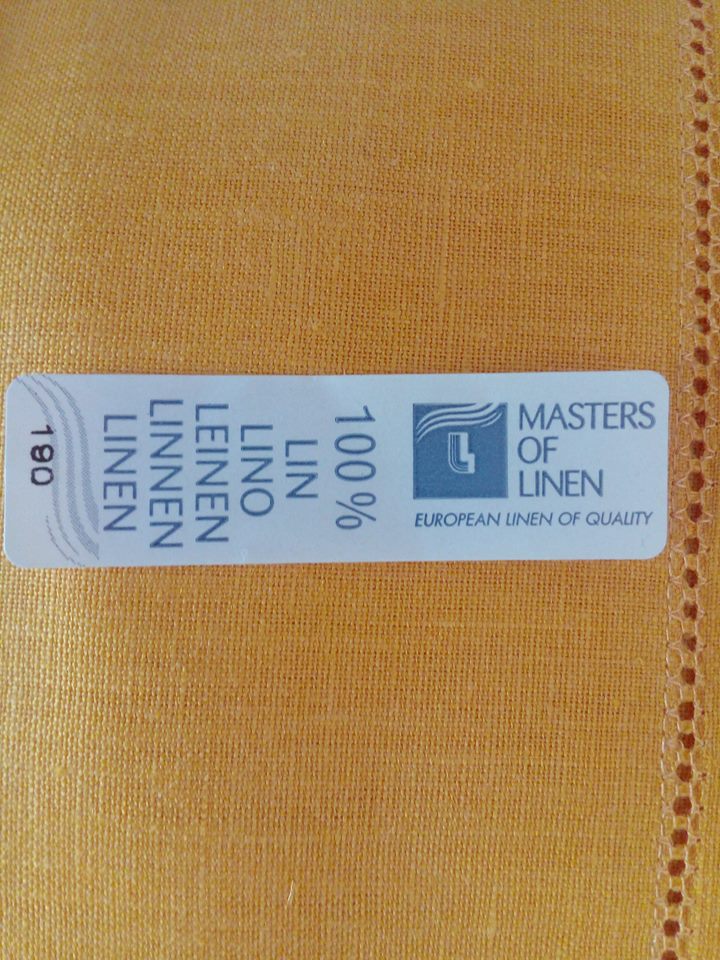 MASTERS
OF
LINEN
EUROPEAN LINEN OF QUALITY
100%
LIN
LINO
LEINEN
LINNEN
LINEN
190